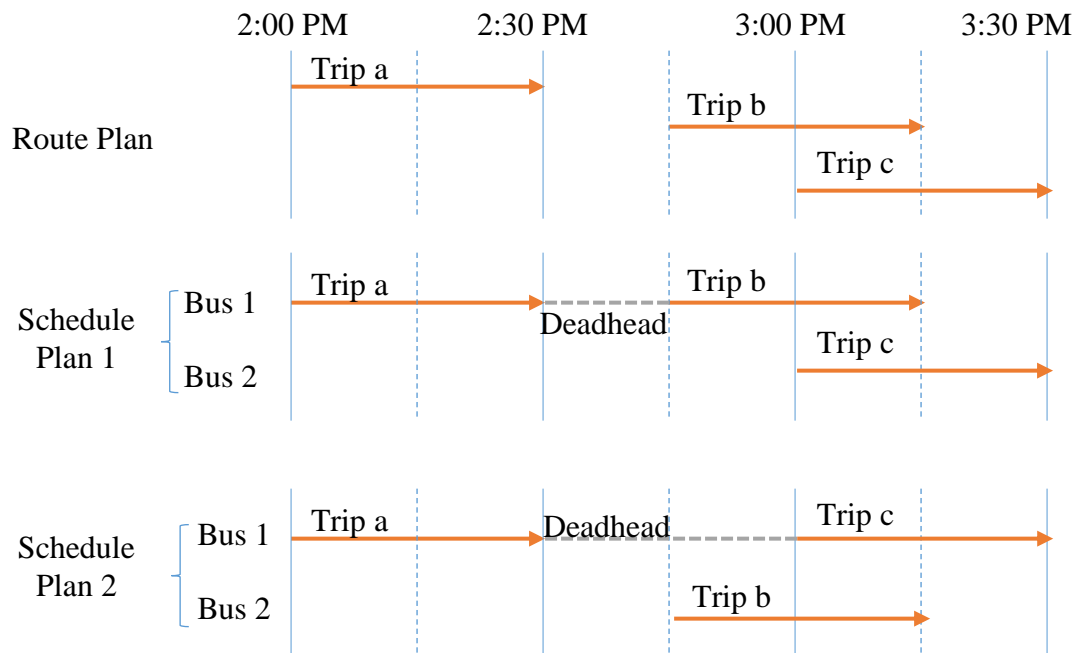 2:00 PM 2:30 PM 3:00 PM 3:30 PM
Trip a
Trip b
Route Plan
Trip c
Trip a
Trip b
Bus 1
Schedule
Plan 1
Deadhead
Trip c
Bus 2
Trip a
Deadhead
Trip c
Bus 1
Schedule
Plan 2
Trip b
Bus 2